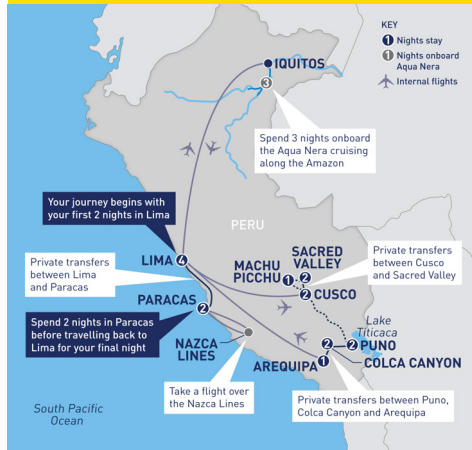 KEY
1 Nights stay
1 Nights onboard
Aqua Nera
Internal flights
IQUITOS
3
Spend 3 nights onboard
the Aqua Nera cruising
along the Amazon
Your journey begins with
your first 2 nights in Lima
PERU
LIMA 4
Private transfers
between Lima
and Paracas
MACHU
PICCHU 1
SACRED
VALLEY 2
2 CUSCO
Private transfers
between Cusco
and Sacred Valley
PARACAS
2
Spend 2 nights in Paracas
before travelling back to
Lima for your final night
NAZCA
LINES
Lake
Titicaca
2 PUNO
2 COLCA CANYON
AREQUIPA 1
Take a flight over
the Nazca Lines
Private transfers between Puno,
Colca Canyon and Arequipa
South Pacific
Ocean